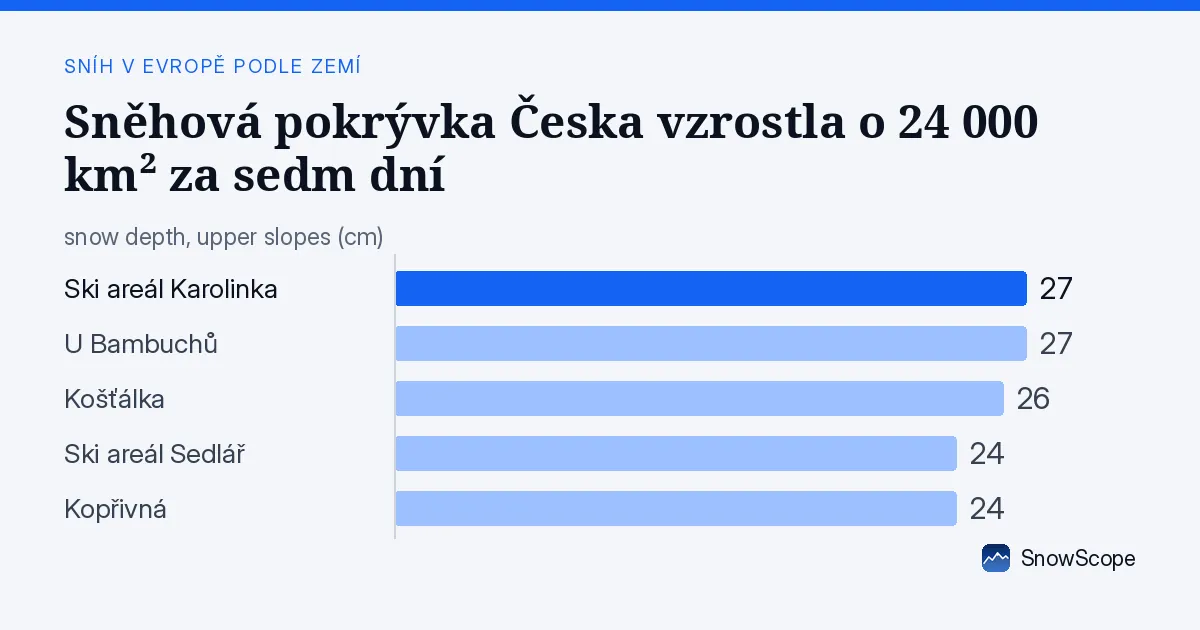 SNÍH V EVROPĚ PODLE ZEMÍ
Sněhová pokrývka Česka vzrostla o 24 000
km² za sedm dní
snow depth, upper slopes (cm)
Ski areál Karolinka 27
U Bambuchů 27
Košťálka 26
Ski areál Sedlář 24
Kopřivná 24
SnowScope